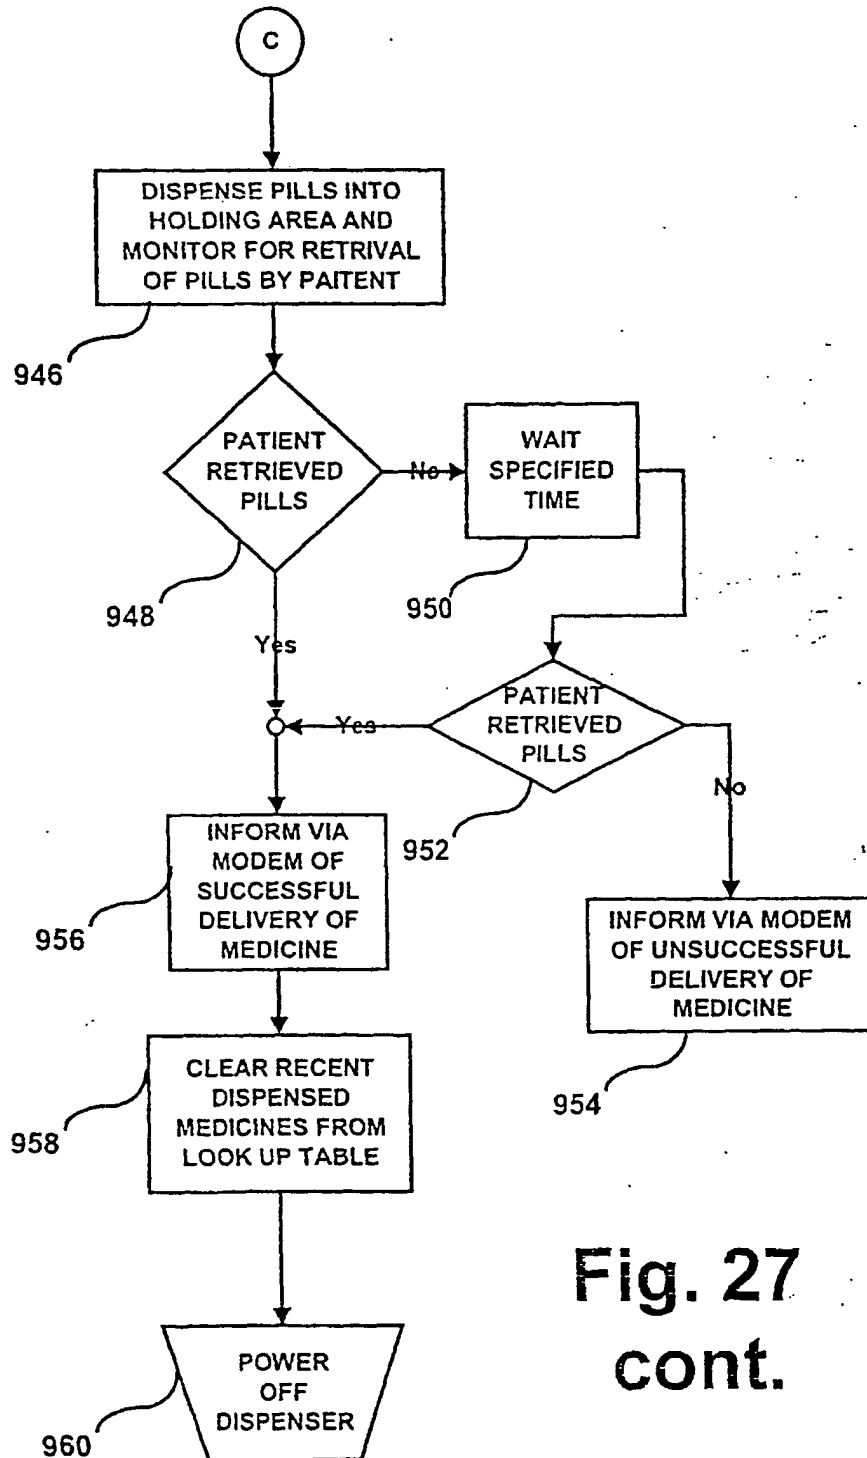 C
DISPENSE PILLS INTO
HOLDING AREA AND
MONITOR FOR RETRIVAL
OF PILLS BY PAITENT
946
PATIENT
RETRIEVED
PILLS
No
948
WAIT
SPECIFIED
TIME
950
Yes
PATIENT
RETRIEVED
PILLS
Yes
No
952
INFORM VIA
MODEM OF
SUCCESSFUL
DELIVERY OF
MEDICINE
956
INFORM VIA MODEM
OF UNSUCCESSFUL
DELIVERY OF
MEDICINE
954
CLEAR RECENT
DISPENSED
MEDICINES FROM
LOOK UP TABLE
958
POWER
OFF
DISPENSER
960
Fig. 27
cont.